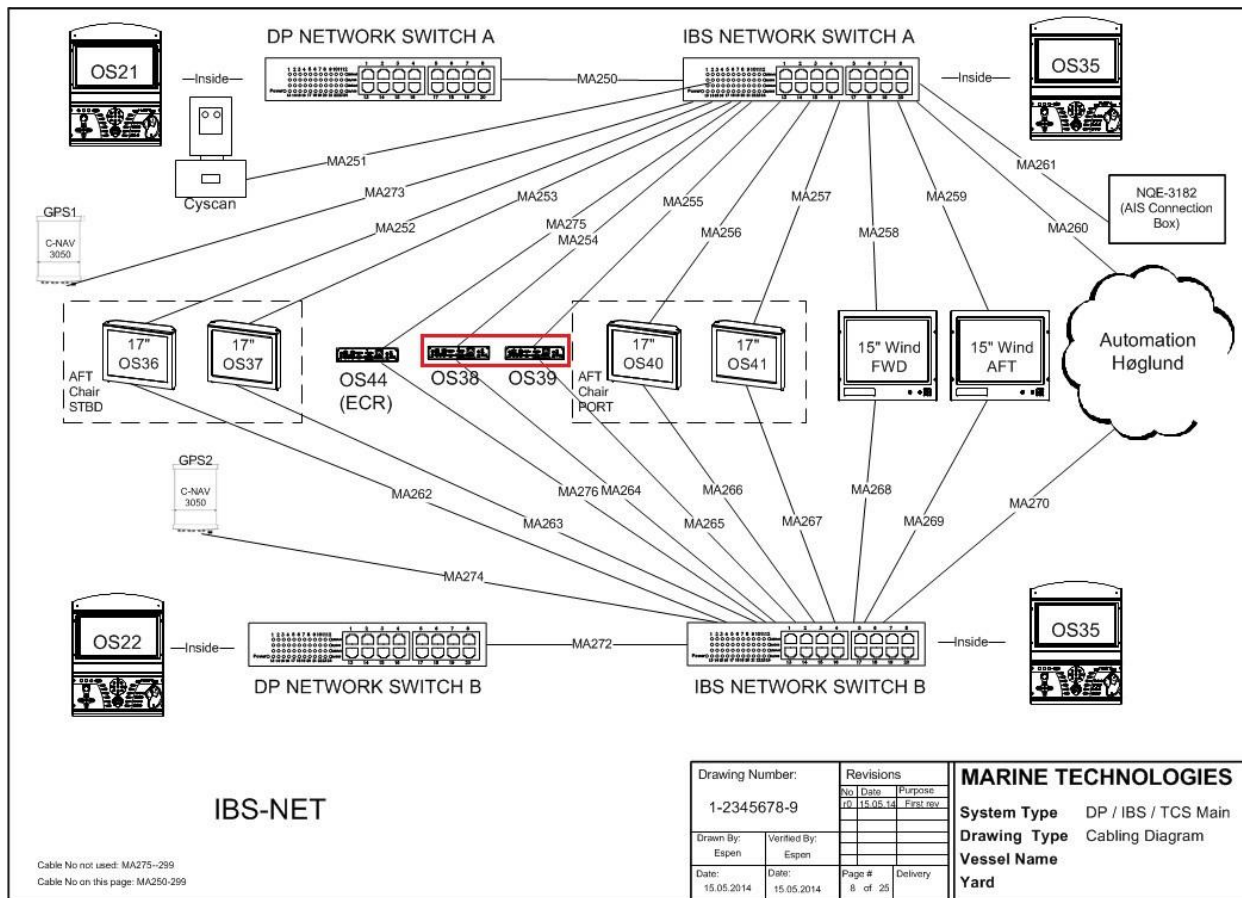 DP NETWORK SWITCH A
IBS NETWORK SWITCH A
OS21
Inside
MA250
Inside
OS35
MA251
MA273
MA261
Cyscan
MA253
MA255
MA257
MA259
NQE-3182
(AIS Connection
Box)
GPS1
C-NAV
3050
MA252
MA275
MA254
MA256
MA258
MA260
17"
OS36
17"
OS37
AFT
Chair
STBD
OS44
(ECR)
OS38
OS39
17"
OS40
17"
OS41
AFT
Chair
PORT
15" Wind
FWD
15" Wind
AFT
Automation
Høglund
GPS2
C-NAV
3050
MA262
MA276
MA264
MA266
MA268
MA270
MA263
MA265
MA267
MA269
MA274
OS22
Inside
MA272
Inside
OS35
DP NETWORK SWITCH B
IBS NETWORK SWITCH B
IBS-NET
Cable No not used: MA275--299
Cable No on this page: MA250-299
Drawing Number:
1-2345678-9
Drawn By:
Espen
Verified By:
Espen
Date:
15.05.2014
Date:
15.05.2014
Revisions
No Date Purpose
r0 15.05.14 First rev
Page #
8 of 25
Delivery
MARINE TECHNOLOGIES
System Type DP / IBS / TCS Main
Drawing Type Cabling Diagram
Vessel Name
Yard